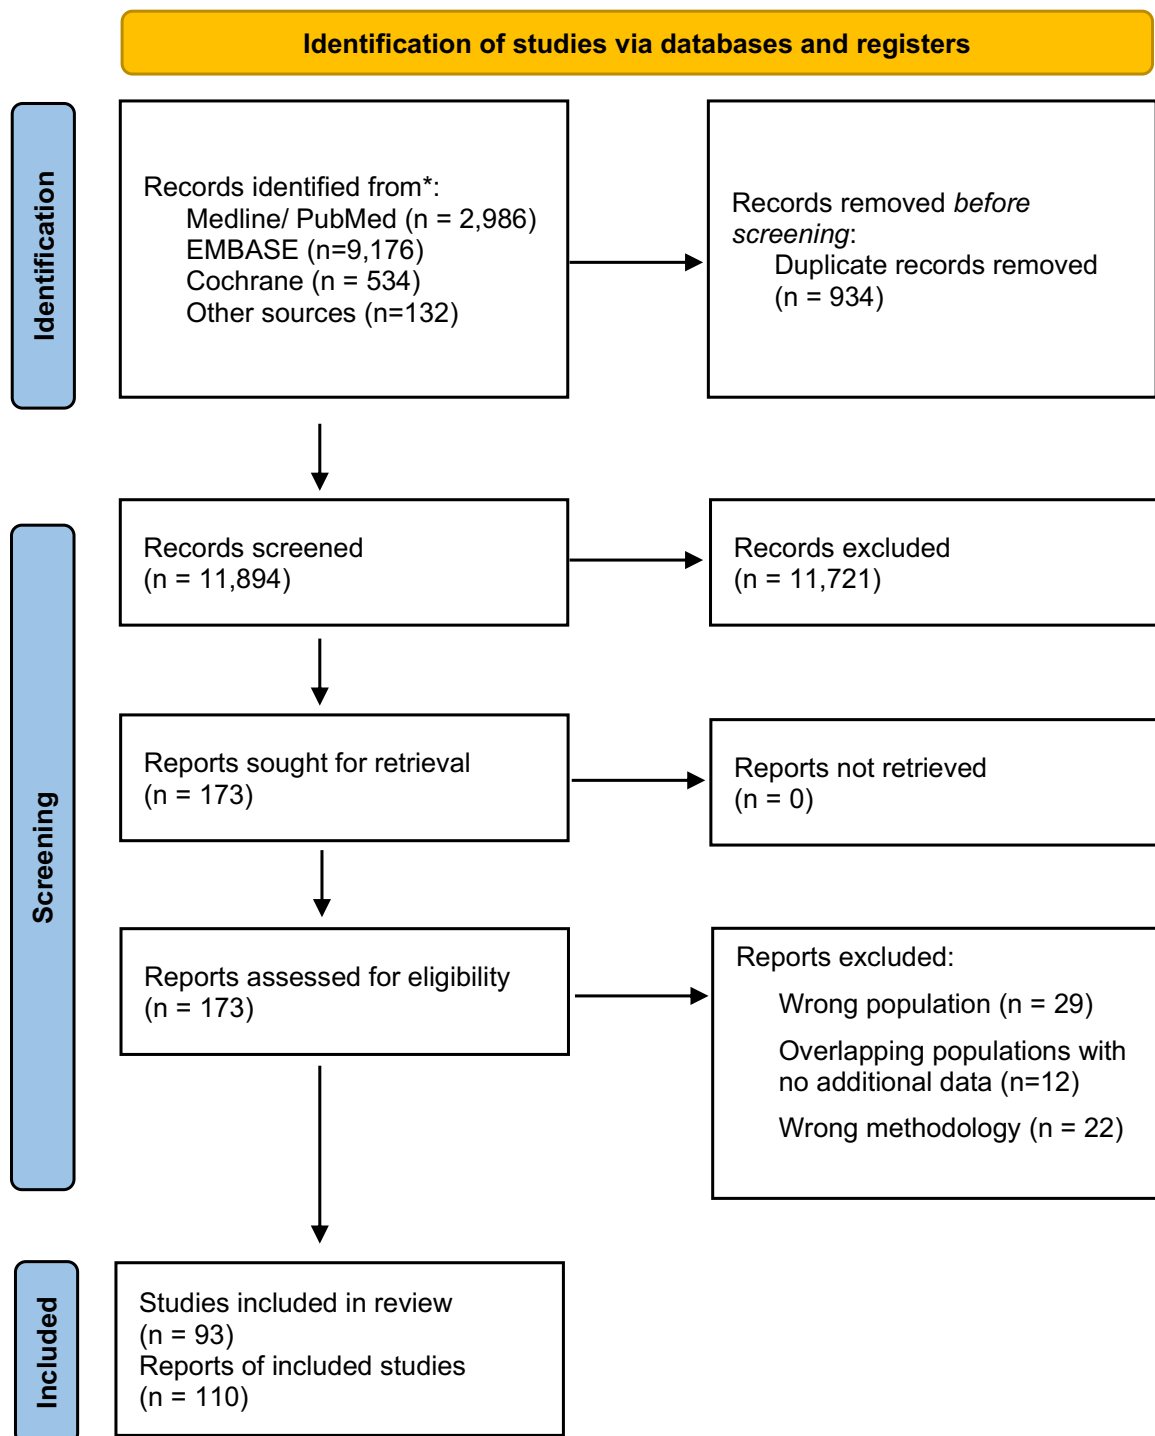 Identification of studies via databases and registers
Identification
Records identified from*:
Medline/ PubMed (n = 2,986)
EMBASE (n=9,176)
Cochrane (n = 534)
Other sources (n=132)
Records removed before
screening:
Duplicate records removed
(n = 934)
Screening
Records screened
(n = 11,894)
Records excluded
(n = 11,721)
Reports sought for retrieval
(n = 173)
Reports not retrieved
(n = 0)
Reports assessed for eligibility
(n = 173)
Reports excluded:
Wrong population (n = 29)
Overlapping populations with
no additional data (n=12)
Wrong methodology (n = 22)
Included
Studies included in review
(n = 93)
Reports of included studies
(n = 110)